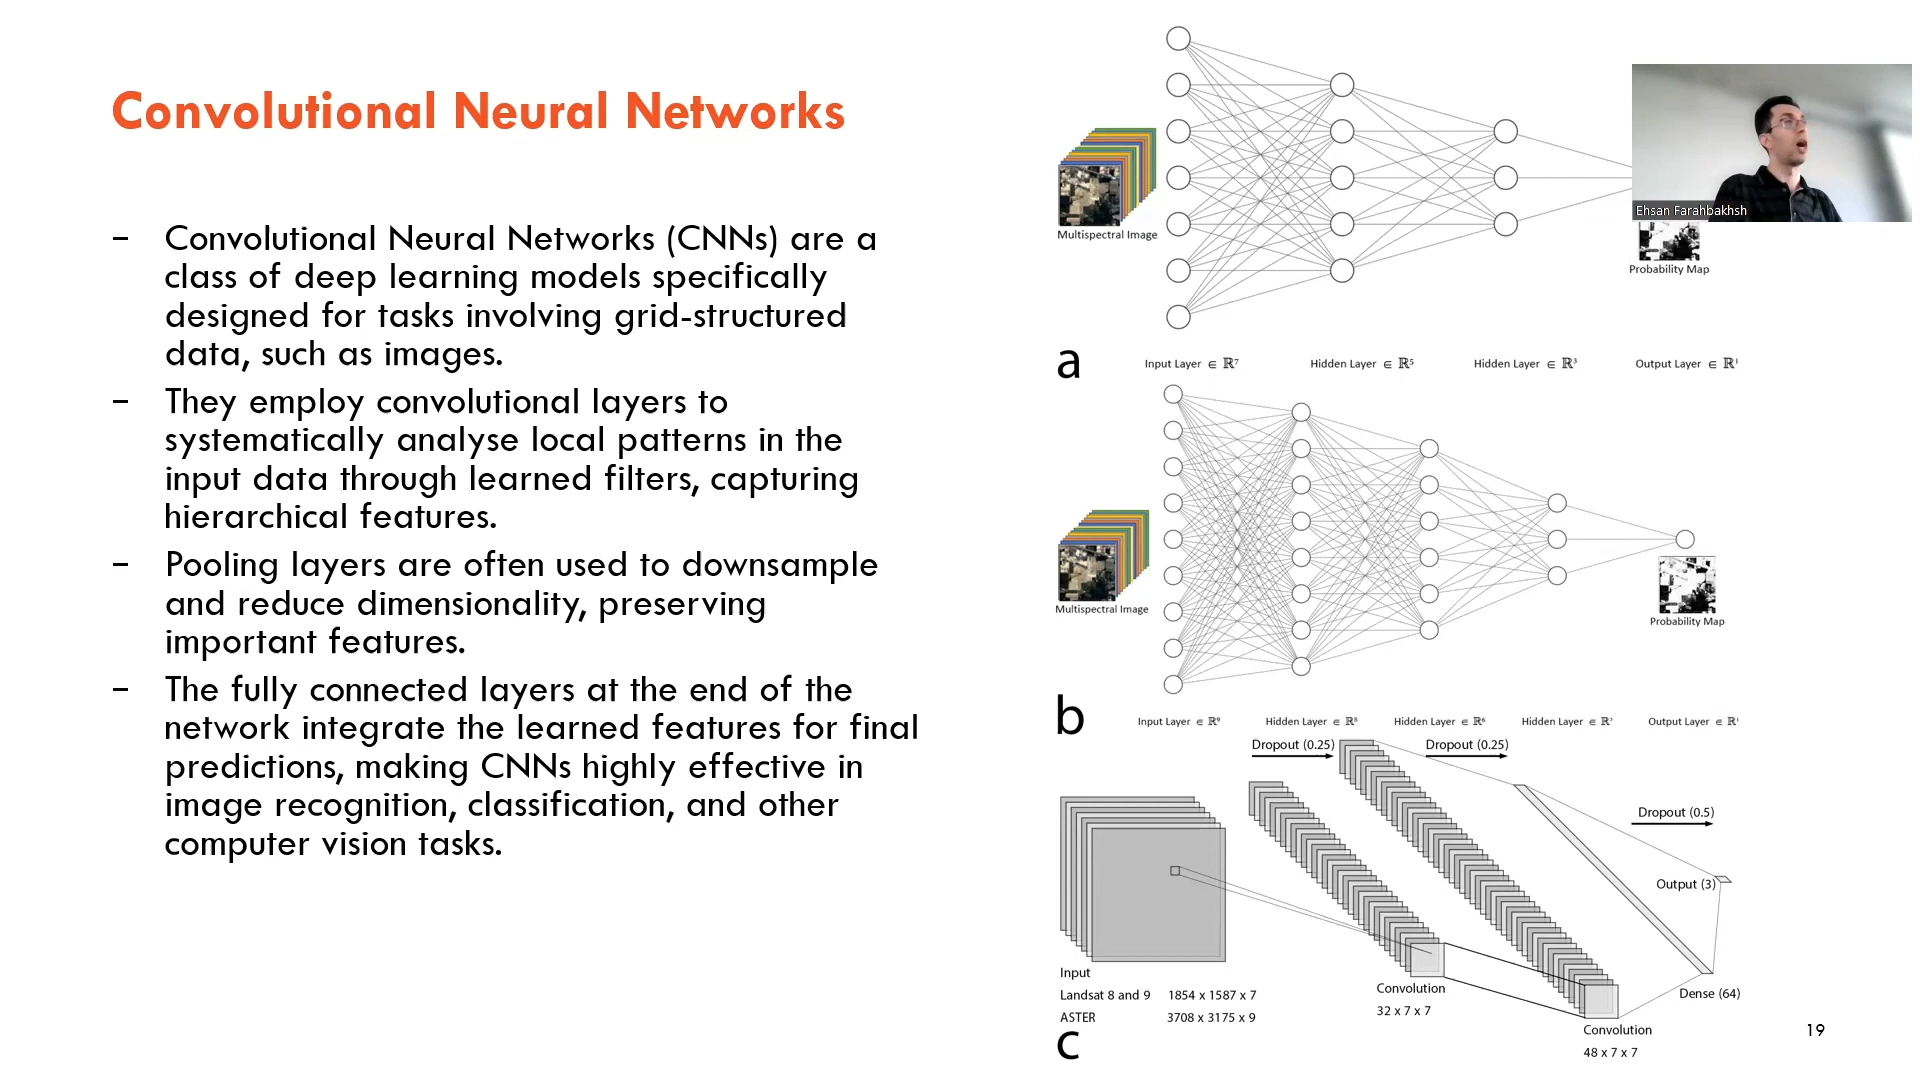 Convolutional Neural Networks
– Convolutional Neural Networks (CNNs) are a
class of deep learning models specifically
designed for tasks involving grid-structured
data, such as images.
– They employ convolutional layers to
systematically analyse local patterns in the
input data through learned filters, capturing
hierarchical features.
– Pooling layers are often used to downsample
and reduce dimensionality, preserving
important features.
– The fully connected layers at the end of the
network integrate the learned features for final
predictions, making CNNs highly effective in
image recognition, classification, and other
computer vision tasks.
Multispectral Image
Ehsan Farahbakhsh
Probability Map
a
Input Layer ∈ ℝ⁷ Hidden Layer ∈ ℝ⁵ Hidden Layer ∈ ℝ³ Output Layer ∈ ℝ¹
Multispectral Image
Probability Map
b
Input Layer ∈ ℝ⁹ Hidden Layer ∈ ℝ⁸ Hidden Layer ∈ ℝ⁶ Hidden Layer ∈ ℝ³ Output Layer ∈ ℝ¹
Dropout (0.25) Dropout (0.25)
Dropout (0.5)
Output (3)
Input
Landsat 8 and 9 1854 x 1587 x 7
ASTER 3708 x 3175 x 9
Convolution
32 x 7 x 7
Dense (64)
Convolution
48 x 7 x 7
c
19